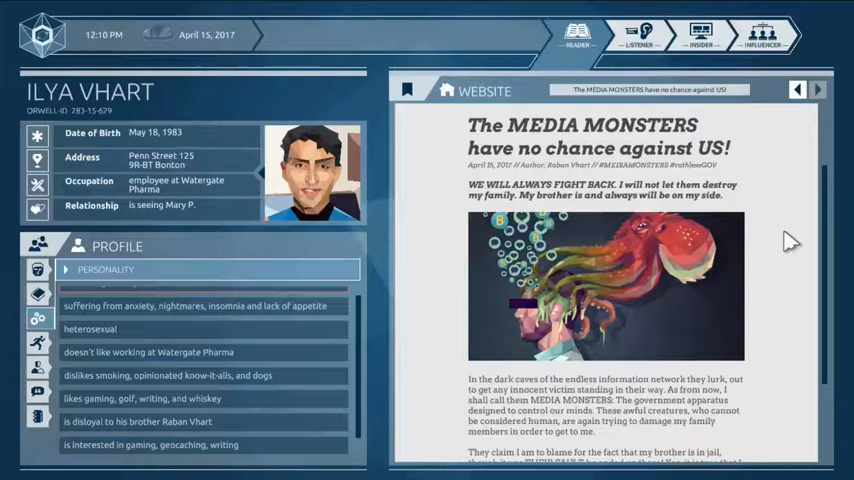 12:10 PM
April 15, 2017
READER
LISTENER
INSIDER
INFLUENCER
ILYA VHART
ORWELL-ID 283-15-629
Date of Birth May 18, 1983
Address Penn Street 125
9R-BT Bonton
Occupation employee at Watergate
Pharma
Relationship is seeing Mary P.
PROFILE
PERSONALITY
suffering from anxiety, nightmares, insomnia and lack of appetite
heterosexual
doesn't like working at Watergate Pharma
dislikes smoking, opinionated know-it-alls, and dogs
likes gaming, golf, writing, and whiskey
is disloyal to his brother Raban Vhart
is interested in gaming, geocaching, writing
WEBSITE
The MEDIA MONSTERS have no chance against US!
The MEDIA MONSTERS
have no chance against US!
April 15, 2017 // Author: Raban Vhart // #MEDIAMONSTERS #ruthlessGOV
WE WILL ALWAYS FIGHT BACK. I will not let them destroy
my family. My brother is and always will be on my side.
In the dark caves of the endless information network they lurk, out
to get any innocent victim standing in their way. As from now, I
shall call them MEDIA MONSTERS: The government apparatus
designed to control our minds. These awful creatures, who cannot
be considered human, are again trying to damage my family
members in order to get to me.
They claim I am to blame for the fact that my brother is in jail,